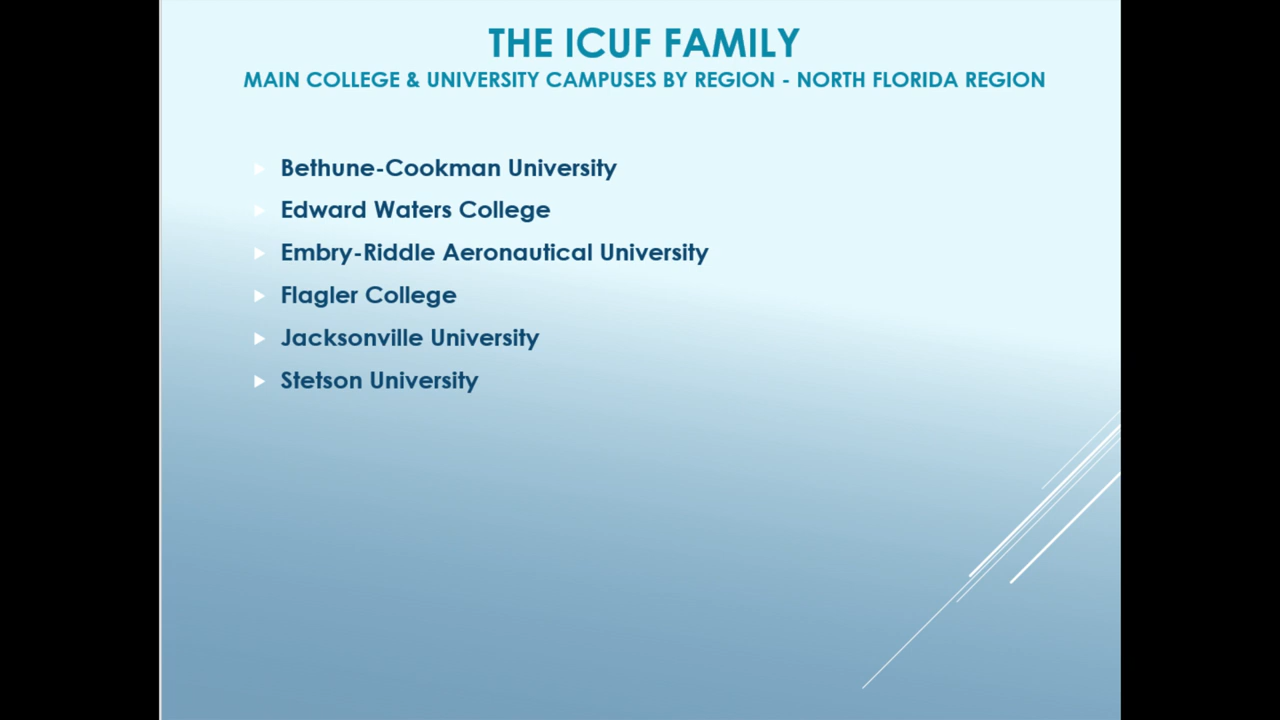 THE ICUF FAMILY
MAIN COLLEGE & UNIVERSITY CAMPUSES BY REGION - NORTH FLORIDA REGION
Bethune-Cookman University
Edward Waters College
Embry-Riddle Aeronautical University
Flagler College
Jacksonville University
Stetson University